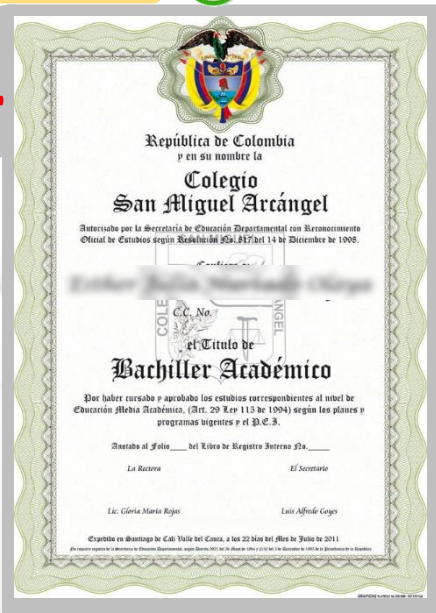 República de Colombia
y en su nombre la
Colegio
San Miguel Arcángel
Autorizado por la Secretaría de Educación Departamental con Reconocimiento
Oficial de Estudios según Resolución No. 817 del 14 de Diciembre de 1998.
C.C. No.
el Titulo de
Bachiller Académico
Por haber cursado y aprobado los estudios correspondientes al nivel de
Educación Media Académica, (Art. 29 Ley 115 de 1994) según los planes y
programas vigentes y el P.E.I.
Anotado al Folio____ del Libro de Registro Interno No._____
La Rectora El Secretario
Lic. Gloria Maria Rojas Luis Alfredo Goyes
Expedido en Santiago de Cali Valle del Cauca, a los 22 días del Mes de Julio de 2011